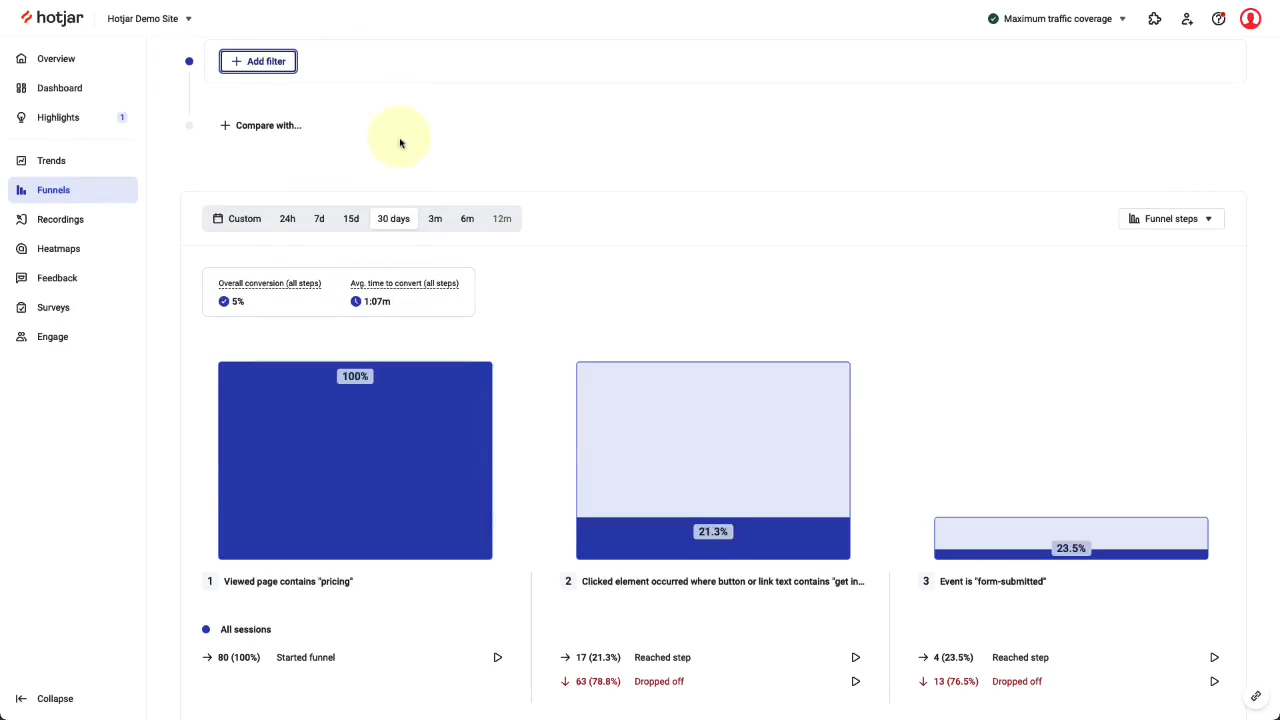 hotjar
Hotjar Demo Site
Maximum traffic coverage
Overview
Dashboard
Highlights 1
Trends
Funnels
Recordings
Heatmaps
Feedback
Surveys
Engage
Collapse
Add filter
Compare with...
Custom 24h 7d 15d 30 days 3m 6m 12m
Funnel steps
Overall conversion (all steps) Avg. time to convert (all steps)
5% 1:07m
100%
21.3%
23.5%
1 Viewed page contains "pricing"
2 Clicked element occurred where button or link text contains "get in...
3 Event is "form-submitted"
All sessions
80 (100%) Started funnel
17 (21.3%) Reached step
4 (23.5%) Reached step
63 (78.8%) Dropped off
13 (76.5%) Dropped off